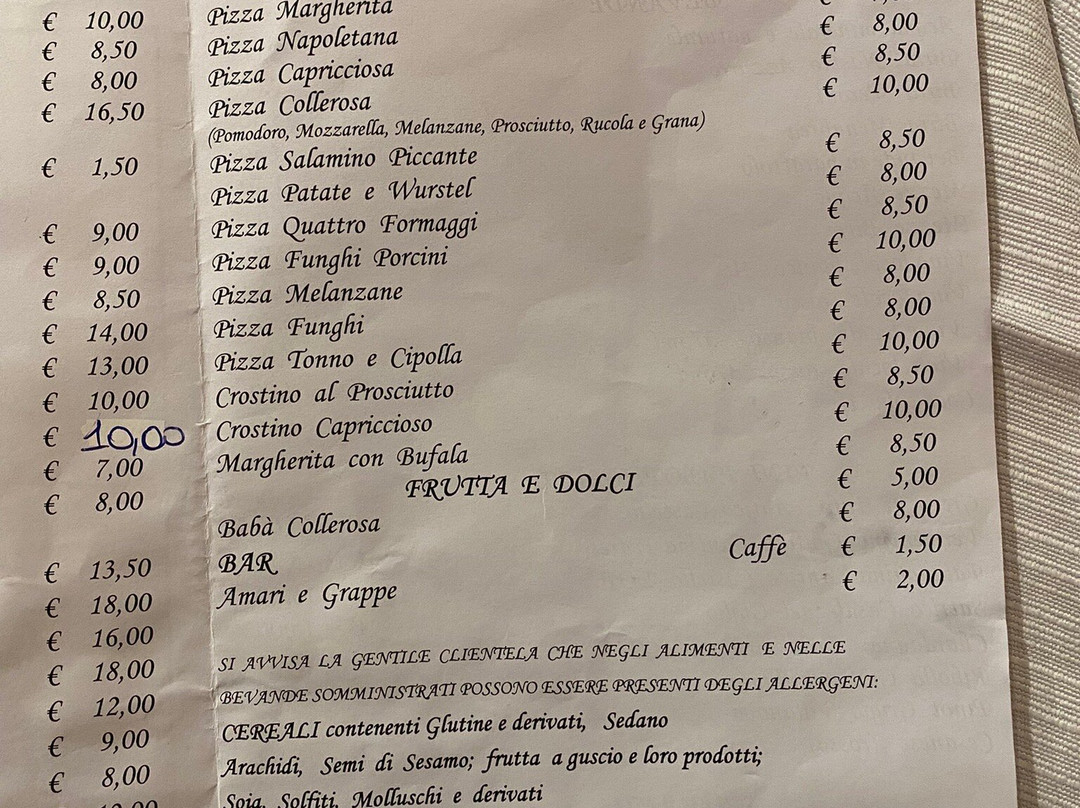 € 10,00
€ 8,50
€ 8,00
€ 16,50
€ 1,50
€ 9,00
€ 9,00
€ 8,50
€ 14,00
€ 13,00
€ 10,00
€ 10,00
€ 7,00
€ 8,00
€ 13,50
€ 18,00
€ 16,00
€ 18,00
€ 12,00
€ 9,00
€ 8,00
Pizza Margherita
Pizza Napoletana € 8,00
Pizza Capricciosa € 8,50
Pizza Collerosa € 10,00
(Pomodoro, Mozzarella, Melanzane, Prosciutto, Rucola e Grana)
Pizza Salamino Piccante € 8,50
Pizza Patate e Wurstel € 8,00
Pizza Quattro Formaggi € 8,50
Pizza Funghi Porcini € 10,00
Pizza Melanzane € 8,00
Pizza Funghi € 8,00
Pizza Tonno e Cipolla € 10,00
Crostino al Prosciutto € 8,50
Crostino Capriccioso € 10,00
Margherita con Bufala € 8,50
FRUTTA E DOLCI € 5,00
Babà Collerosa € 8,00
BAR Caffè € 1,50
Amari e Grappe € 2,00
SI AVVISA LA GENTILE CLIENTELA CHE NEGLI ALIMENTI E NELLE
BEVANDE SOMMINISTRATI POSSONO ESSERE PRESENTI DEGLI ALLERGENI:
CEREALI contenenti Glutine e derivati, Sedano
Arachidi, Semi di Sesamo; frutta a guscio e loro prodotti;
Soia, Solfiti, Molluschi e derivati